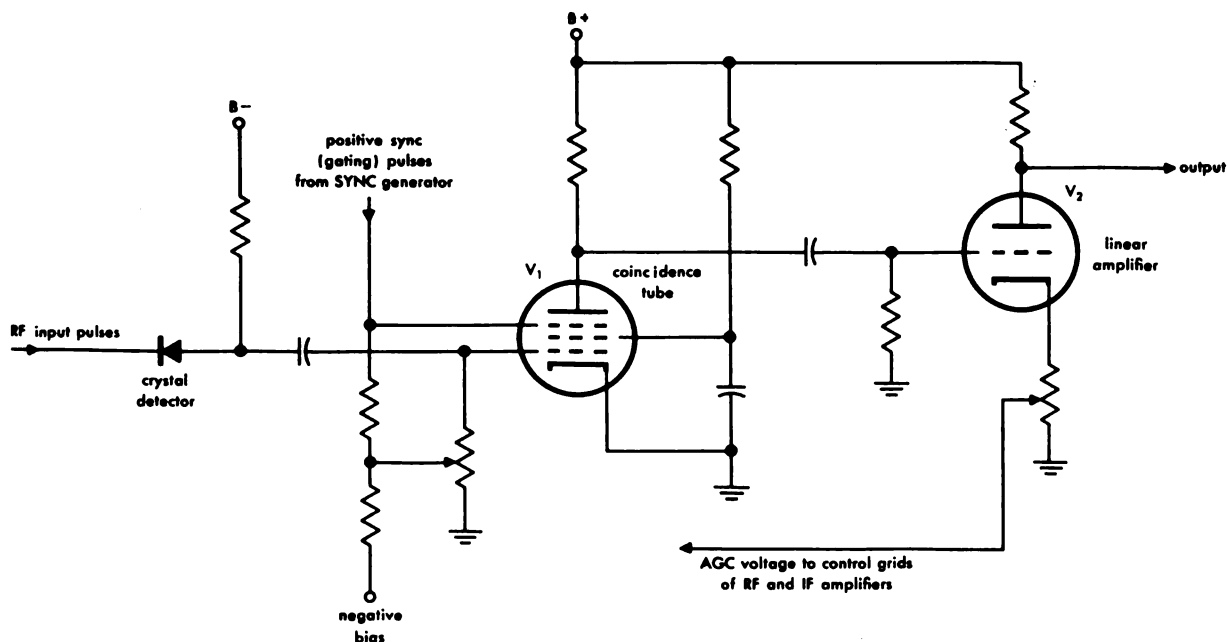 B+
B−
positive sync
(gating) pulses
from SYNC generator
output
V₂
linear
amplifier
V₁
coincidence
tube
RF input pulses
crystal
detector
AGC voltage to control grids
of RF and IF amplifiers
negative
bias